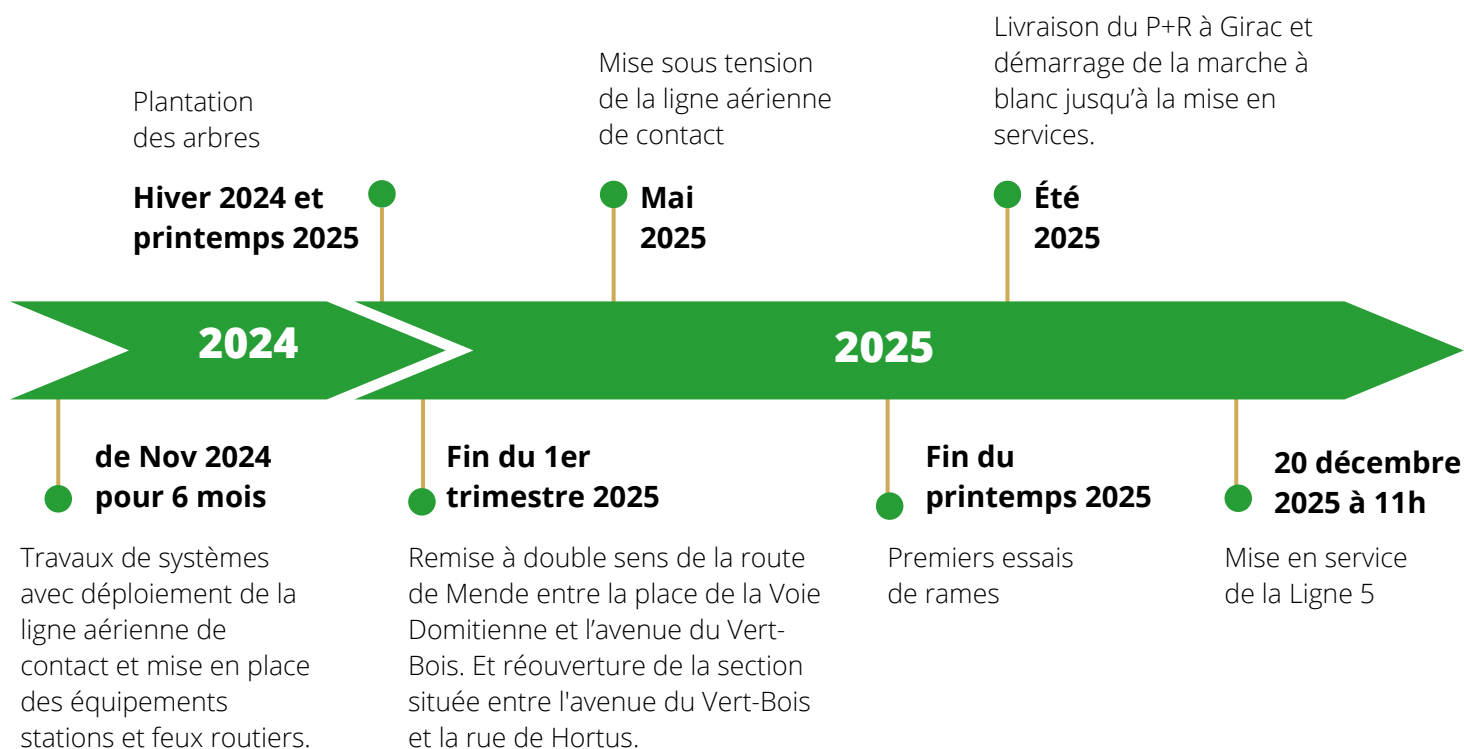 Plantation
des arbres
Hiver 2024 et
printemps 2025
Mise sous tension
de la ligne aérienne
de contact
Mai
2025
Livraison du P+R à Girac et
démarrage de la marche à
blanc jusqu’à la mise en
services.
Été
2025
2024
2025
de Nov 2024
pour 6 mois
Travaux de systèmes
avec déploiement de la
ligne aérienne de
contact et mise en place
des équipements
stations et feux routiers.
Fin du 1er
trimestre 2025
Remise à double sens de la route
de Mende entre la place de la Voie
Domitienne et l’avenue du Vert-
Bois. Et réouverture de la section
située entre l'avenue du Vert-Bois
et la rue de Hortus.
Fin du
printemps 2025
Premiers essais
de rames
20 décembre
2025 à 11h
Mise en service
de la Ligne 5